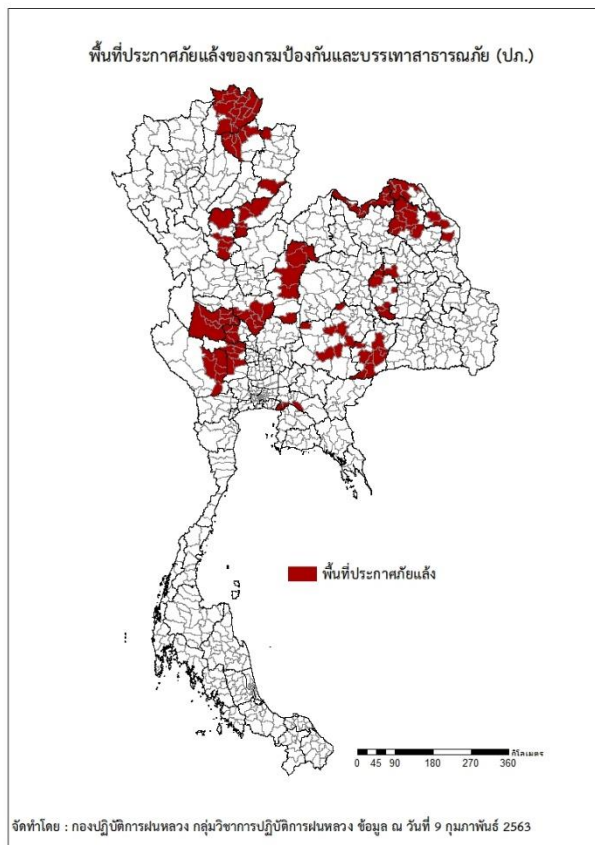 พื้นที่ประกาศภัยแล้งของกรมป้องกันและบรรเทาสาธารณภัย (ปภ.)
พื้นที่ประกาศภัยแล้ง
กิโลเมตร
0 45 90 180 270 360
จัดทำโดย : กองปฏิบัติการฝนหลวง กลุ่มวิชาการปฏิบัติการฝนหลวง ข้อมูล ณ วันที่ 9 กุมภาพันธ์ 2563